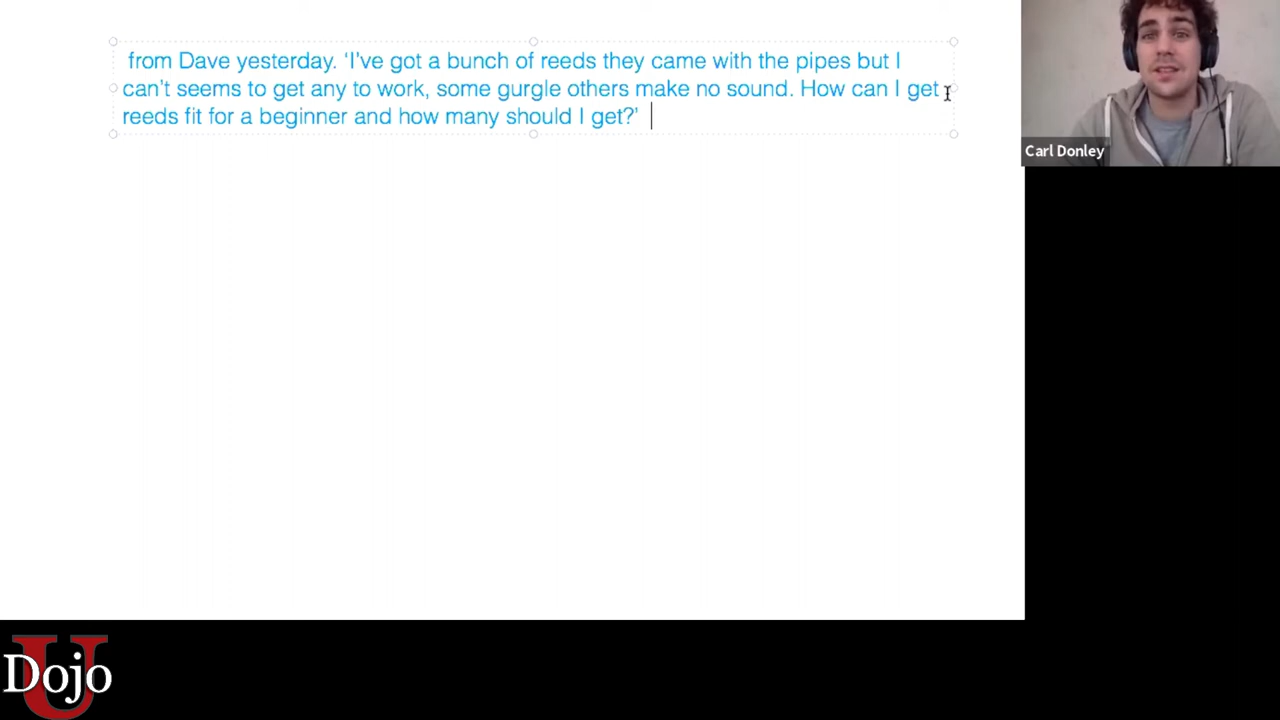 from Dave yesterday. ‘I’ve got a bunch of reeds they came with the pipes but I
can’t seems to get any to work, some gurgle others make no sound. How can I get
reeds fit for a beginner and how many should I get?’
Carl Donley
U
Dojo